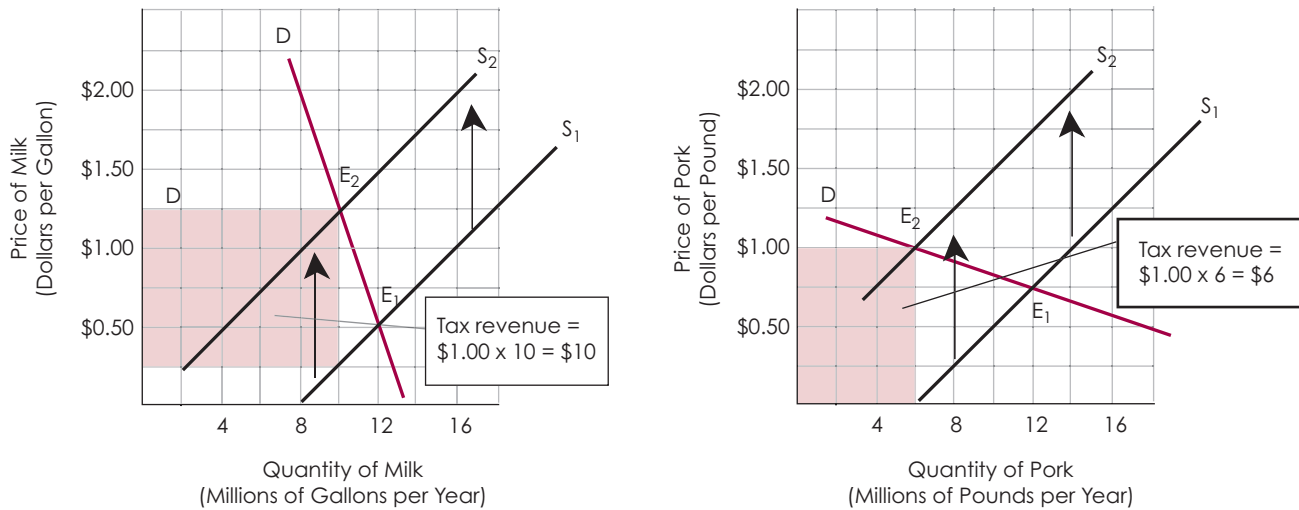 Price of Milk
(Dollars per Gallon)
$2.00
$1.50
$1.00
$0.50
D
S2
S1
D
E2
E1
Tax revenue =
$1.00 x 10 = $10
4
8
12
16
Quantity of Milk
(Millions of Gallons per Year)
Price of Pork
(Dollars per Pound)
$2.00
$1.50
$1.00
$0.50
S2
S1
D
E2
E1
Tax revenue =
$1.00 x 6 = $6
4
8
12
16
Quantity of Pork
(Millions of Pounds per Year)